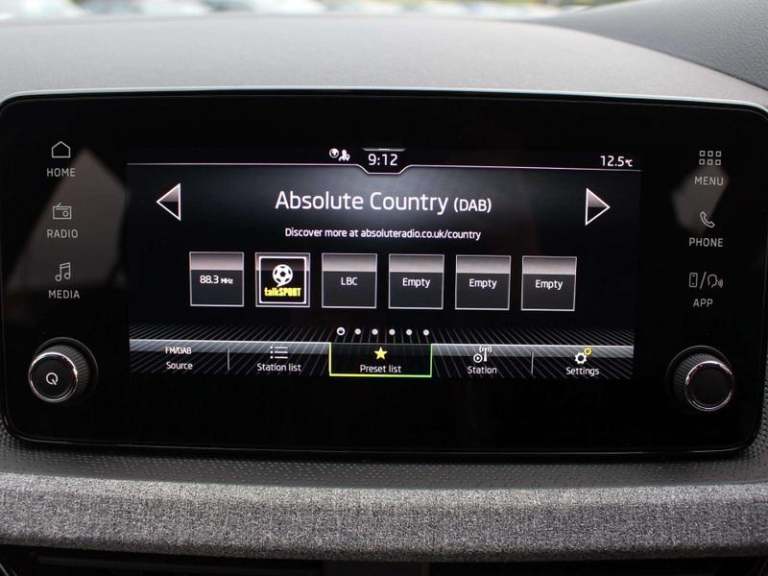 9:12
12.5°C
HOME
MENU
Absolute Country (DAB)
RADIO
PHONE
Discover more at absoluteradio.co.uk/country
MEDIA
APP
88.3 MHz
talkSPORT
LBC
Empty
Empty
Empty
FM/DAB
Source
Station list
Preset list
Station
Settings